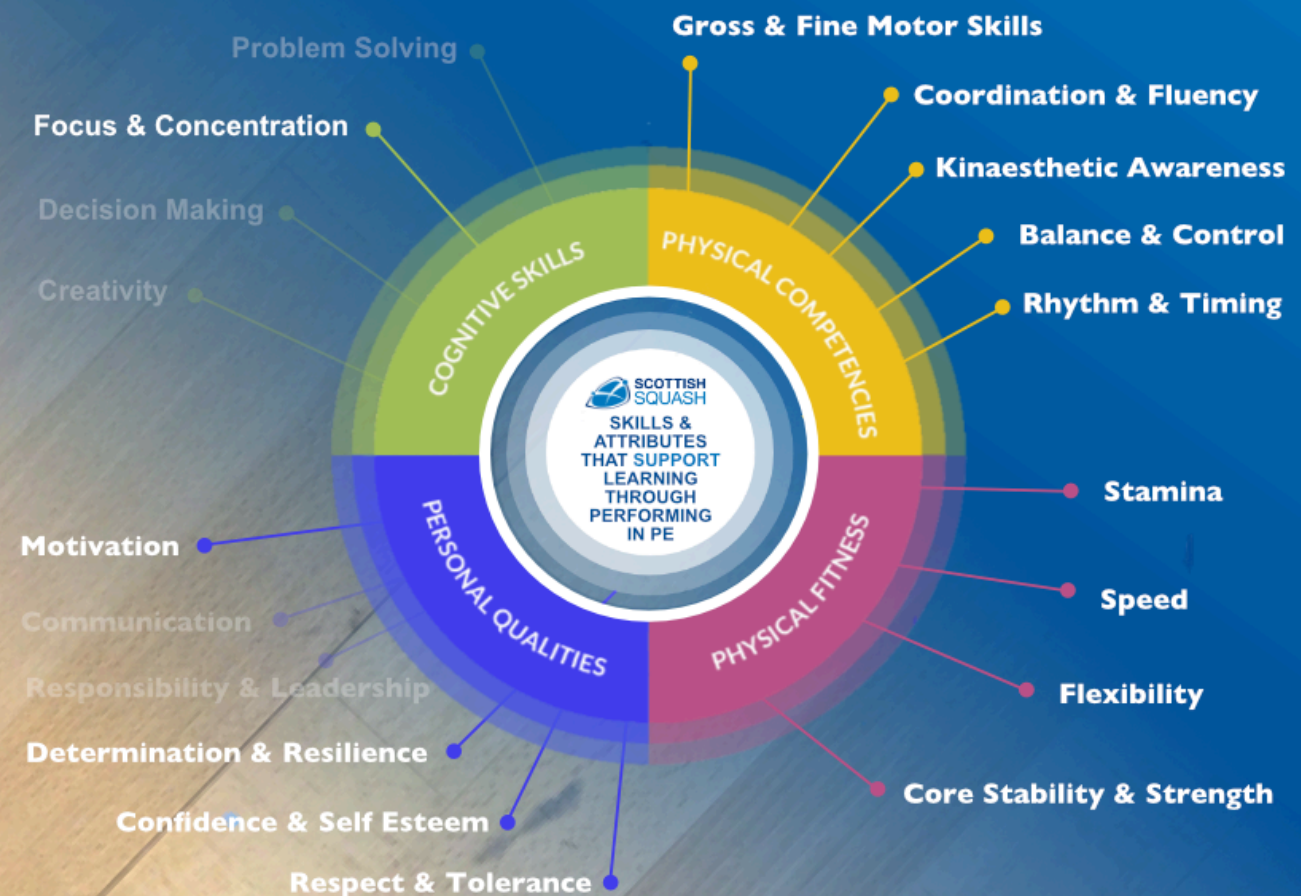 Gross & Fine Motor Skills
Problem Solving
Coordination & Fluency
Focus & Concentration
Kinaesthetic Awareness
Decision Making
Balance & Control
Creativity
Rhythm & Timing
COGNITIVE SKILLS
PHYSICAL COMPETENCIES
SCOTTISH
SQUASH
SKILLS &
ATTRIBUTES
THAT SUPPORT
LEARNING
THROUGH
PERFORMING
IN PE
PERSONAL QUALITIES
PHYSICAL FITNESS
Stamina
Motivation
Speed
Communication
Responsibility & Leadership
Flexibility
Determination & Resilience
Core Stability & Strength
Confidence & Self Esteem
Respect & Tolerance